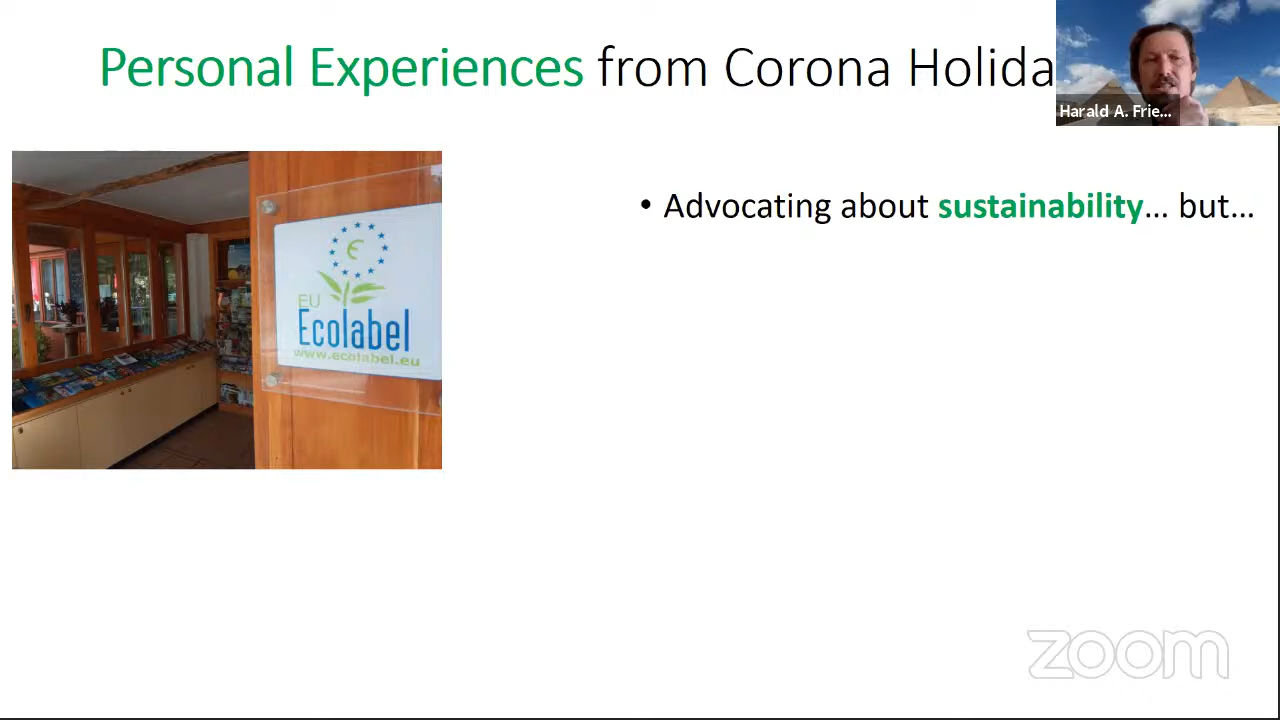 Personal Experiences from Corona Holida
Harald A. Frie...
• Advocating about sustainability... but...
EU
Ecolabel
www.ecolabel.eu
zoom